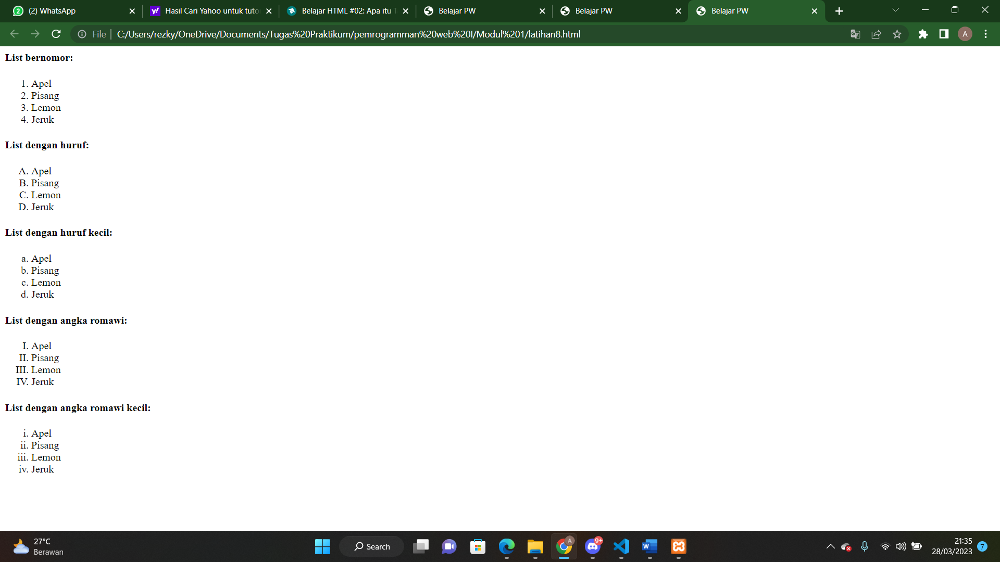 (2) WhatsApp
Hasil Cari Yahoo untuk tuto
Belajar HTML #02: Apa itu T
Belajar PW
Belajar PW
Belajar PW
File
C:/Users/rezky/OneDrive/Documents/Tugas%20Praktikum/pemrogramman%20web%20I/Modul%201/latihan8.html
A
List bernomor:
1. Apel
2. Pisang
3. Lemon
4. Jeruk
List dengan huruf:
A. Apel
B. Pisang
C. Lemon
D. Jeruk
List dengan huruf kecil:
a. Apel
b. Pisang
c. Lemon
d. Jeruk
List dengan angka romawi:
I. Apel
II. Pisang
III. Lemon
IV. Jeruk
List dengan angka romawi kecil:
i. Apel
ii. Pisang
iii. Lemon
iv. Jeruk
27°C
Berawan
Search
A
9+
W
21:35
28/03/2023
7